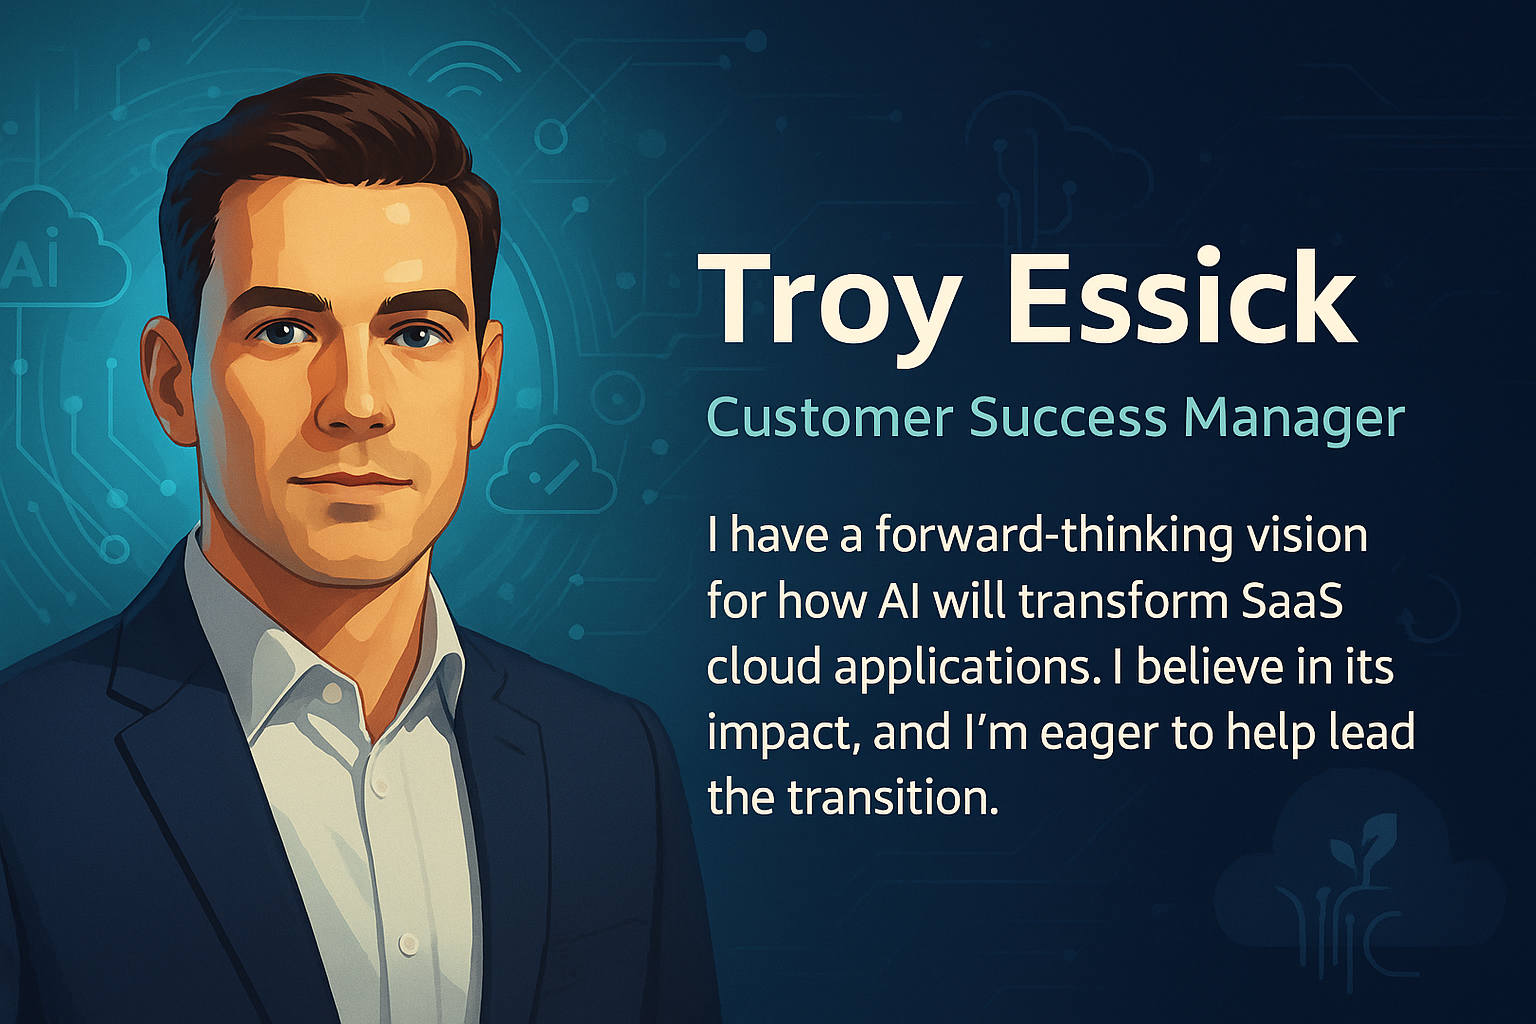 AI
Troy Essick
Customer Success Manager
I have a forward-thinking vision
for how AI will transform SaaS
cloud applications. I believe in its
impact, and I’m eager to help lead
the transition.